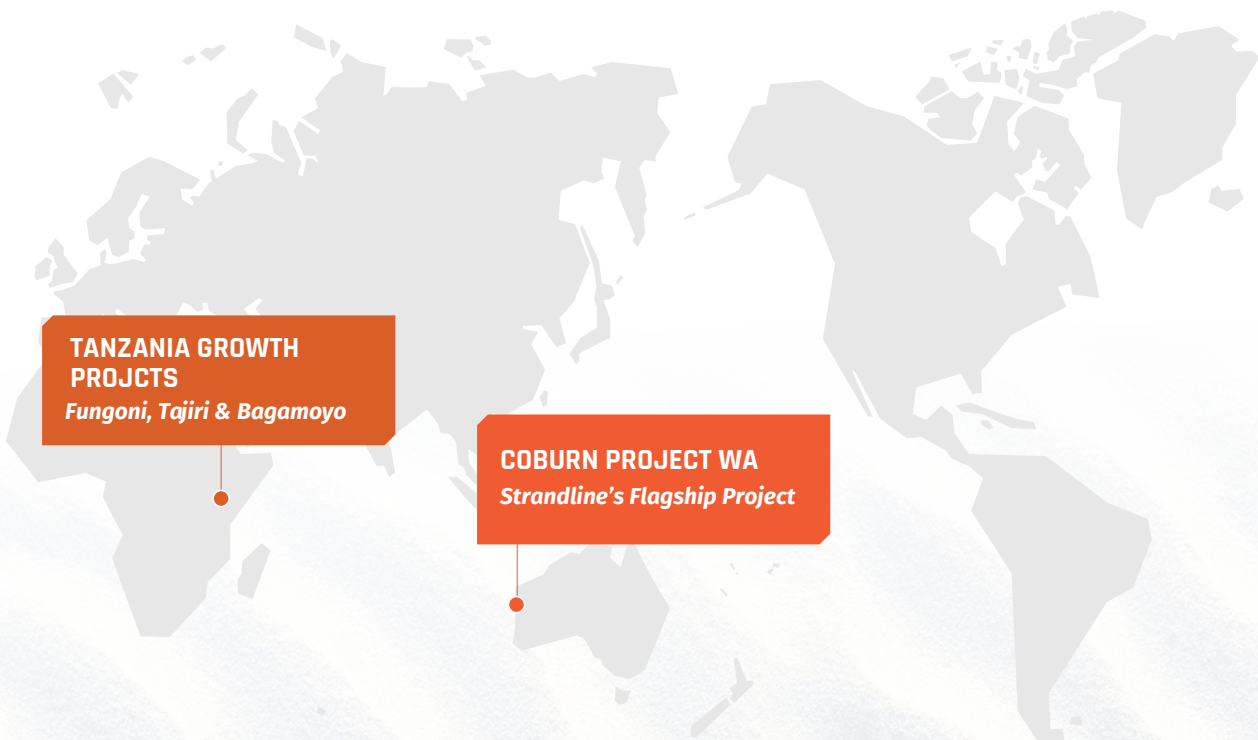 TANZANIA GROWTH
PROJCTS
Fungoni, Tajiri & Bagamoyo
COBURN PROJECT WA
Strandline’s Flagship Project